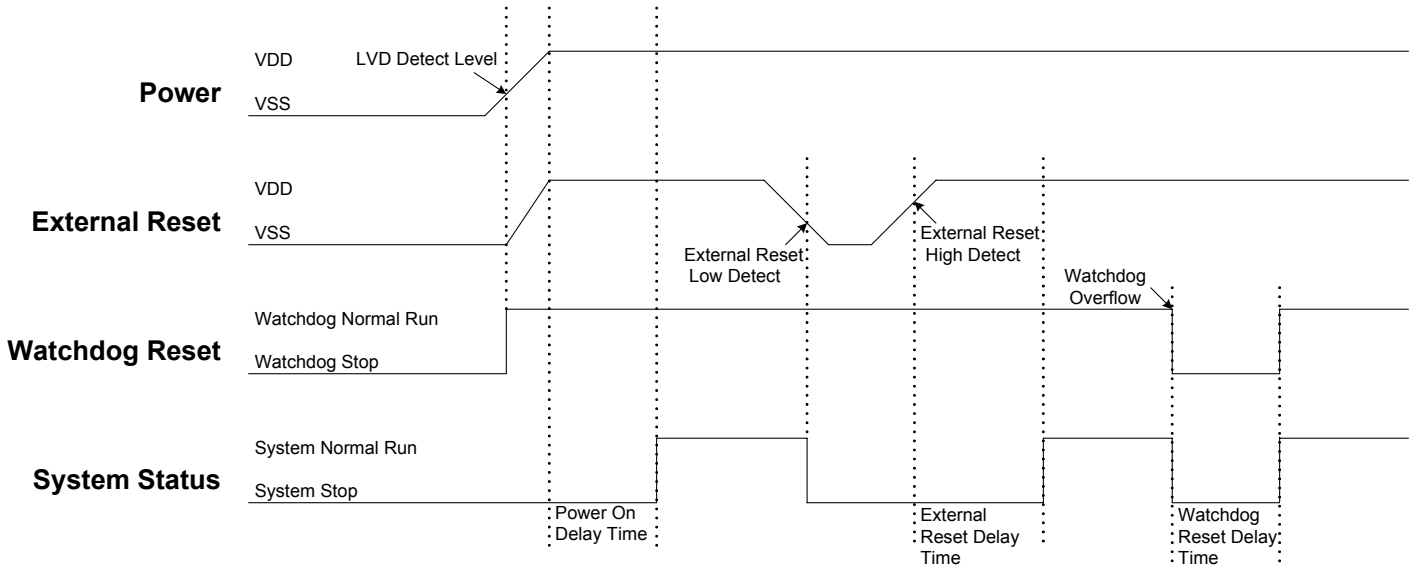 VDD
LVD Detect Level
Power
VSS
VDD
External Reset
VSS
External Reset
Low Detect
External Reset
High Detect
Watchdog
Overflow
Watchdog Normal Run
Watchdog Reset
Watchdog Stop
System Normal Run
System Status
System Stop
Power On
Delay Time
External
Reset Delay
Time
Watchdog
Reset Delay
Time